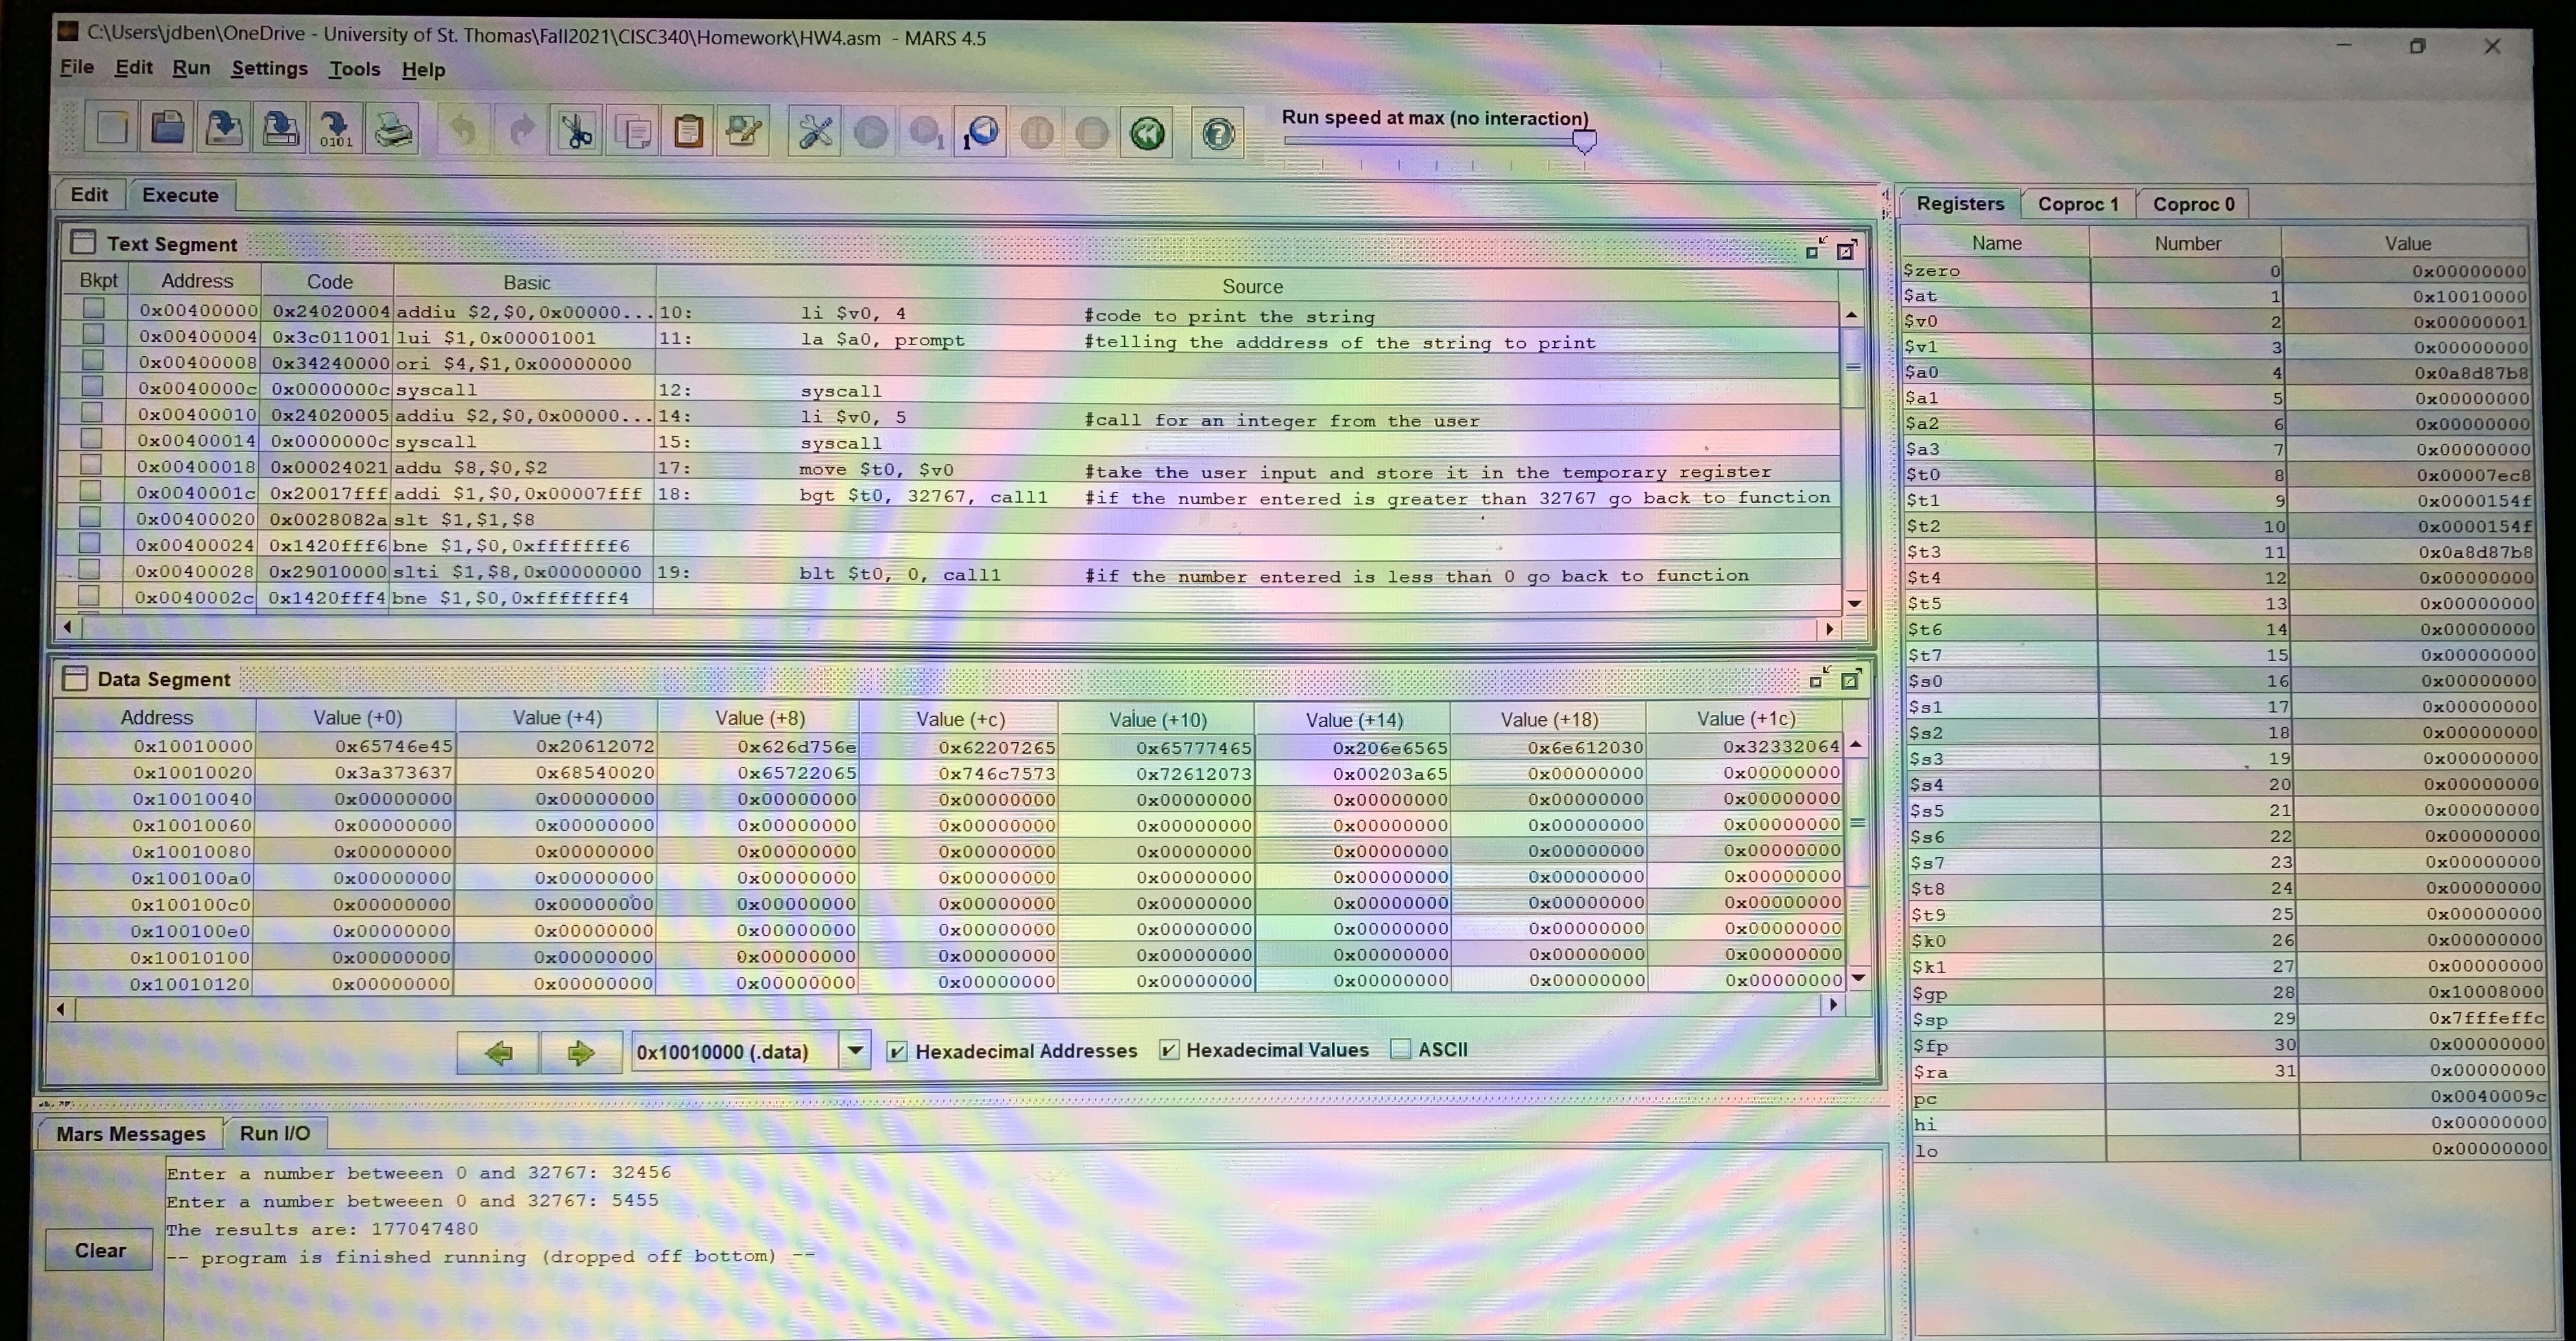 C:\Users\jdben\OneDrive - University of St. Thomas\Fall2021\CISC340\Homework\HW4.asm - MARS 4.5
File Edit Run Settings Tools Help
Run speed at max (no interaction)
0101 1 1
Edit Execute
Text Segment
Bkpt Address Code Basic Source
0x00400000 0x24020004 addiu $2,$0,0x00000... 10: li $v0, 4 #code to print the string
0x00400004 0x3c011001 lui $1,0x00001001 11: la $a0, prompt #telling the adddress of the string to print
0x00400008 0x34240000 ori $4,$1,0x00000000
0x0040000c 0x0000000c syscall 12: syscall
0x00400010 0x24020005 addiu $2,$0,0x00000... 14: li $v0, 5 #call for an integer from the user
0x00400014 0x0000000c syscall 15: syscall
0x00400018 0x00024021 addu $8,$0,$2 17: move $t0, $v0 #take the user input and store it in the temporary register
0x0040001c 0x20017fff addi $1,$0,0x00007fff 18: bgt $t0, 32767, call1 #if the number entered is greater than 32767 go back to function
0x00400020 0x0028082a slt $1,$1,$8
0x00400024 0x1420fff6 bne $1,$0,0xfffffff6
0x00400028 0x29010000 slti $1,$8,0x00000000 19: blt $t0, 0, call1 #if the number entered is less than 0 go back to function
0x0040002c 0x1420fff4 bne $1,$0,0xfffffff4
Data Segment
Address Value (+0) Value (+4) Value (+8) Value (+c) Value (+10) Value (+14) Value (+18) Value (+1c)
0x10010000 0x65746e45 0x20612072 0x626d756e 0x62207265 0x65777465 0x206e6565 0x6e612030 0x32332064
0x10010020 0x3a373637 0x68540020 0x65722065 0x746c7573 0x72612073 0x00203a65 0x00000000 0x00000000
0x10010040 0x00000000 0x00000000 0x00000000 0x00000000 0x00000000 0x00000000 0x00000000 0x00000000
0x10010060 0x00000000 0x00000000 0x00000000 0x00000000 0x00000000 0x00000000 0x00000000 0x00000000
0x10010080 0x00000000 0x00000000 0x00000000 0x00000000 0x00000000 0x00000000 0x00000000 0x00000000
0x100100a0 0x00000000 0x00000000 0x00000000 0x00000000 0x00000000 0x00000000 0x00000000 0x00000000
0x100100c0 0x00000000 0x00000000 0x00000000 0x00000000 0x00000000 0x00000000 0x00000000 0x00000000
0x100100e0 0x00000000 0x00000000 0x00000000 0x00000000 0x00000000 0x00000000 0x00000000 0x00000000
0x10010100 0x00000000 0x00000000 0x00000000 0x00000000 0x00000000 0x00000000 0x00000000 0x00000000
0x10010120 0x00000000 0x00000000 0x00000000 0x00000000 0x00000000 0x00000000 0x00000000 0x00000000
0x10010000 (.data) Hexadecimal Addresses Hexadecimal Values ASCII
Mars Messages Run I/O
Enter a number betweeen 0 and 32767: 32456
Enter a number betweeen 0 and 32767: 5455
The results are: 177047480
-- program is finished running (dropped off bottom) --
Clear
Registers Coproc 1 Coproc 0
Name Number Value
$zero 0 0x00000000
$at 1 0x10010000
$v0 2 0x00000001
$v1 3 0x00000000
$a0 4 0x0a8d87b8
$a1 5 0x00000000
$a2 6 0x00000000
$a3 7 0x00000000
$t0 8 0x00007ec8
$t1 9 0x0000154f
$t2 10 0x0000154f
$t3 11 0x0a8d87b8
$t4 12 0x00000000
$t5 13 0x00000000
$t6 14 0x00000000
$t7 15 0x00000000
$s0 16 0x00000000
$s1 17 0x00000000
$s2 18 0x00000000
$s3 19 0x00000000
$s4 20 0x00000000
$s5 21 0x00000000
$s6 22 0x00000000
$s7 23 0x00000000
$t8 24 0x00000000
$t9 25 0x00000000
$k0 26 0x00000000
$k1 27 0x00000000
$gp 28 0x10008000
$sp 29 0x7fffeffc
$fp 30 0x00000000
$ra 31 0x00000000
pc 0x0040009c
hi 0x00000000
lo 0x00000000